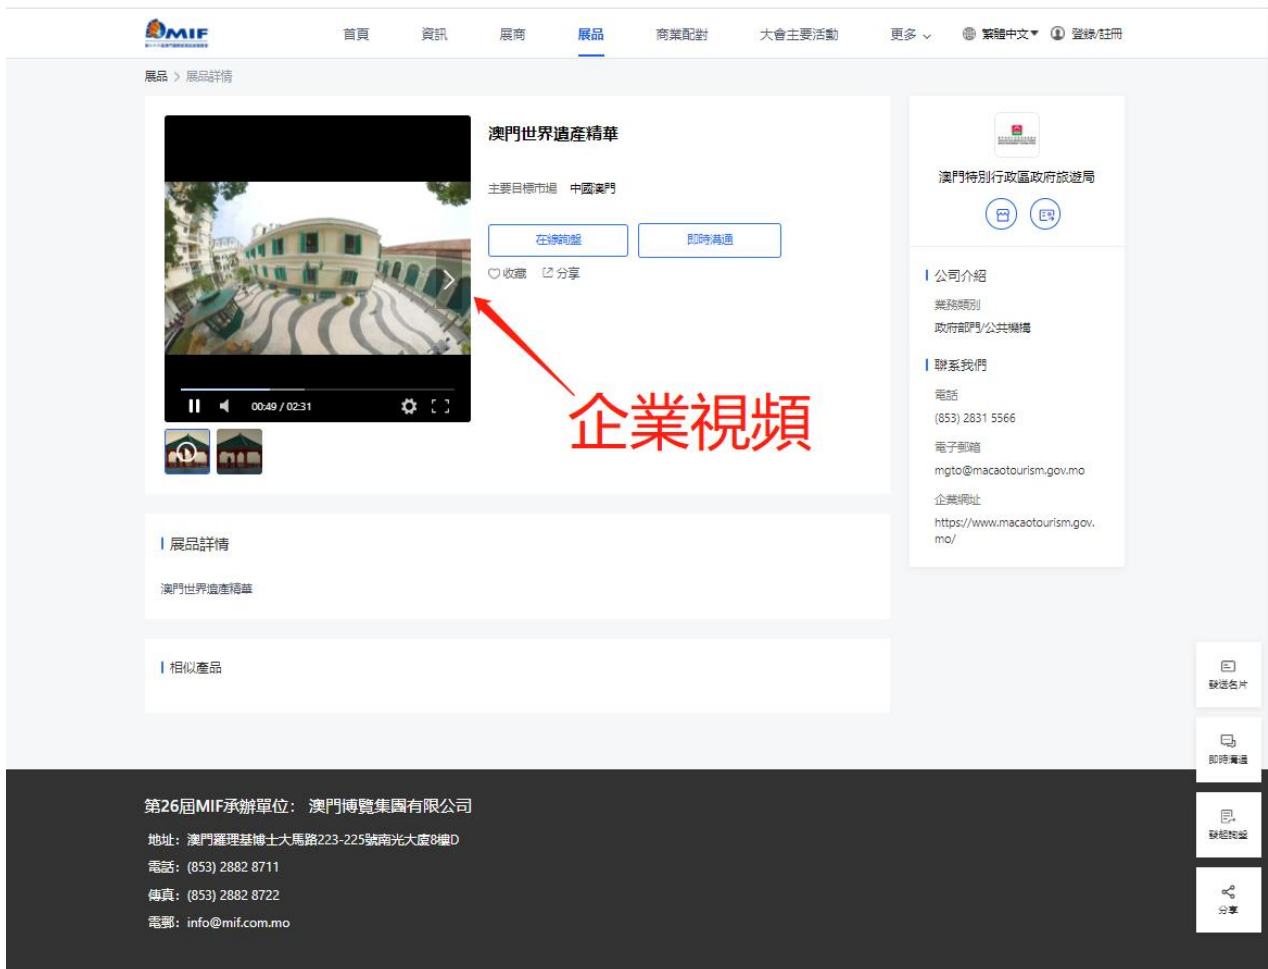 MIF
首頁
資訊
展商
展品
商業配對
大會主要活動
更多
繁體中文
登錄/註冊
展品 > 展品詳情
澳門世界遺產精華
主要目標市場 中國澳門
在線詢盤
即時溝通
收藏
分享
00:49 / 02:31
企業視頻
澳門特別行政區政府旅遊局
公司介紹
業務類別
政府部門/公共機構
聯系我們
電話
(853) 2831 5566
電子郵箱
mgto@macaotourism.gov.mo
企業網址
https://www.macaotourism.gov.
mo/
展品詳情
澳門世界遺產精華
相似產品
發送名片
即時溝通
發起詢盤
分享
第26屆MIF承辦單位： 澳門博覽集團有限公司
地址：澳門羅理基博士大馬路223-225號南光大廈8樓D
電話：(853) 2882 8711
傳真：(853) 2882 8722
電郵：info@mif.com.mo